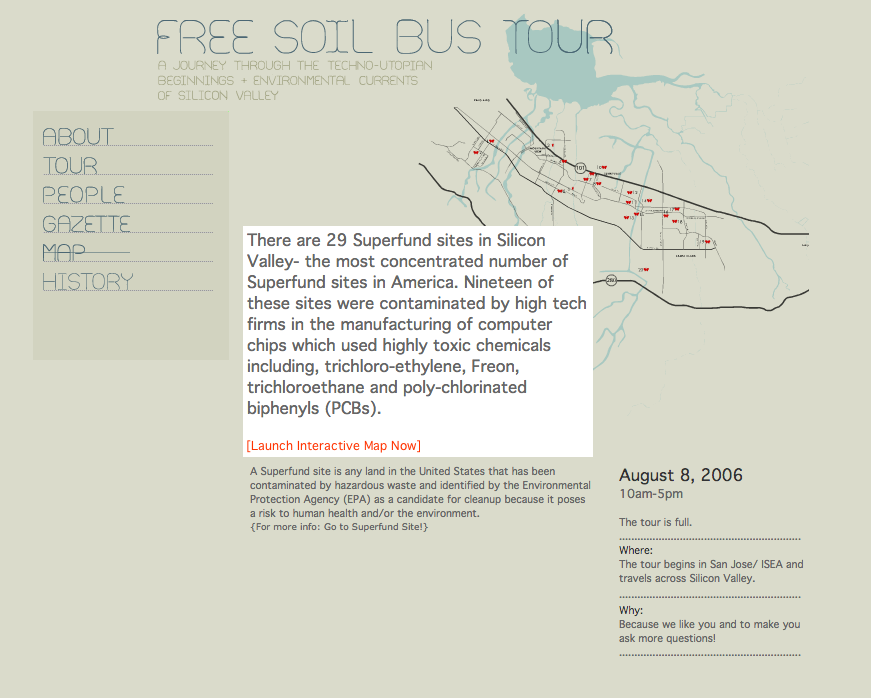 FREE SOIL BUS TOUR
A JOURNEY THROUGH THE TECHNO-UTOPIAN
BEGINNINGS + ENVIRONMENTAL CURRENTS
OF SILICON VALLEY
ABOUT
TOUR
PEOPLE
GAZETTE
MAP
HISTORY
101
280
There are 29 Superfund sites in Silicon
Valley- the most concentrated number of
Superfund sites in America. Nineteen of
these sites were contaminated by high tech
firms in the manufacturing of computer
chips which used highly toxic chemicals
including, trichloro-ethylene, Freon,
trichloroethane and poly-chlorinated
biphenyls (PCBs).
[Launch Interactive Map Now]
A Superfund site is any land in the United States that has been
contaminated by hazardous waste and identified by the Environmental
Protection Agency (EPA) as a candidate for cleanup because it poses
a risk to human health and/or the environment.
{For more info: Go to Superfund Site!}
August 8, 2006
10am-5pm
The tour is full.
Where:
The tour begins in San Jose/ ISEA and
travels across Silicon Valley.
Why:
Because we like you and to make you
ask more questions!